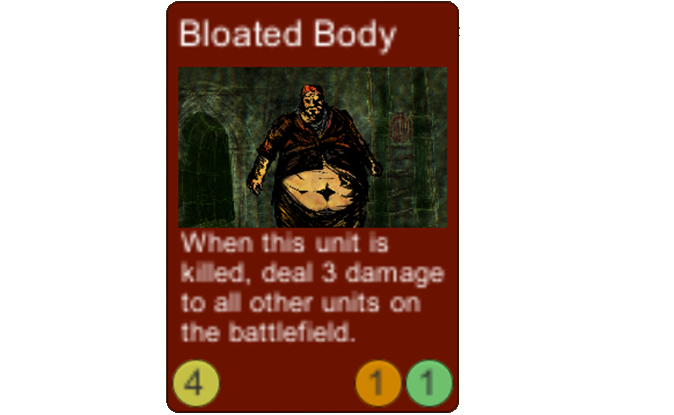 Bloated Body
When this unit is
killed, deal 3 damage
to all other units on
the battlefield.
4 1 1